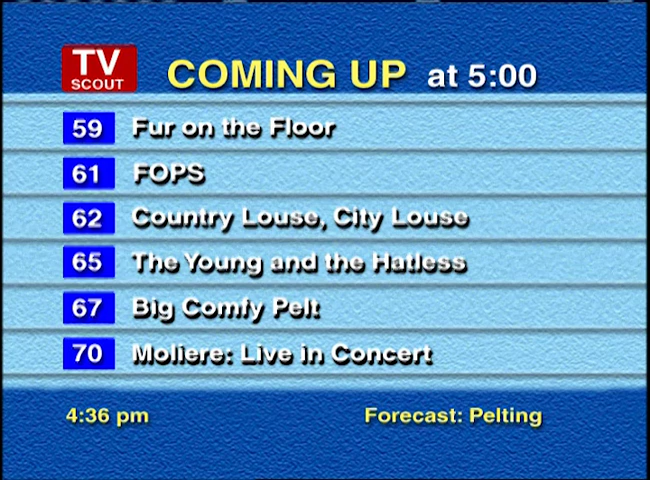 TV
SCOUT
COMING UP at 5:00
59 Fur on the Floor
61 FOPS
62 Country Louse, City Louse
65 The Young and the Hatless
67 Big Comfy Pelt
70 Moliere: Live in Concert
4:36 pm Forecast: Pelting